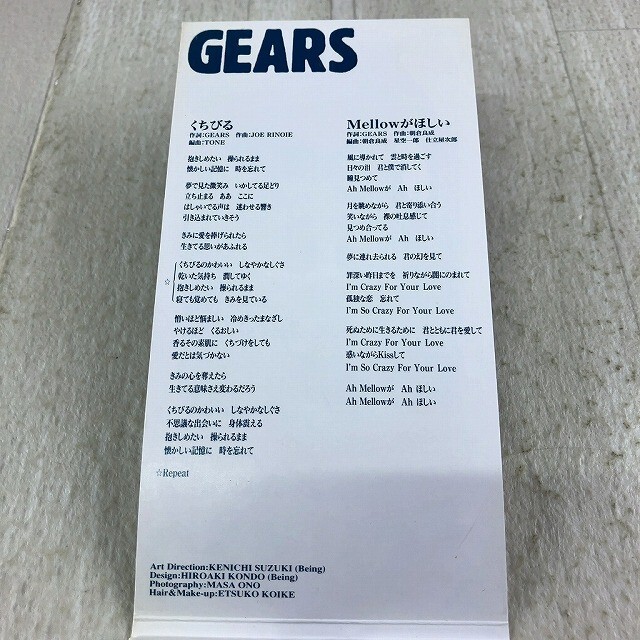 GEARS
くちびる
作詞:GEARS 作曲:JOE RINOIE
編曲:TONE
抱きしめたい 操られるまま
懐かしい記憶に 時を忘れて
夢で見た微笑み いかしてる足どり
立ち止まる ああ ここに
はしゃいでる声は 迷わせる響き
引き込まれていきそう
きみに愛を捧げられたら
生きてる思いがあふれる
☆
くちびるのかわいい しなやかなしぐさ
乾いた気持ち 潤してゆく
抱きしめたい 操られるまま
寝ても覚めても きみを見ている
憎いほど悩ましい 冷めきったまなざし
やけるほど くるおしい
香るその素肌に くちづけをしても
愛だとは気づかない
きみの心を奪えたら
生きてる意味さえ変わるだろう
くちびるのかわいい しなやかなしぐさ
不思議な出会いに 身体震える
抱きしめたい 操られるまま
懐かしい記憶に 時を忘れて
☆Repeat
Mellowがほしい
作詞:GEARS 作曲:朝倉良成
編曲:朝倉良成 星空一郎 仕立屋次郎
風に導かれて 雲と時を過ごす
日々の泪 君と僕で消してく
瞳見つめて
Ah Mellowが Ah ほしい
月を眺めながら 君と寄り添い合う
笑いながら 裸の吐息感じて
見つめ合ってる
Ah Mellowが Ah ほしい
夢に連れ去られる 君の幻を見て
罪深い昨日までを 祈りながら闇にのまれて
I'm Crazy For Your Love
孤独な恋 忘れて
I'm So Crazy For Your Love
死ぬために生きるために 君とともに君を愛して
I'm Crazy For Your Love
惑いながらKissして
I'm So Crazy For Your Love
Ah Mellowが Ah ほしい
Ah Mellowが Ah ほしい
Art Direction:KENICHI SUZUKI (Being)
Design:HIROAKI KONDO (Being)
Photography:MASA ONO
Hair&Make-up:ETSUKO KOIKE